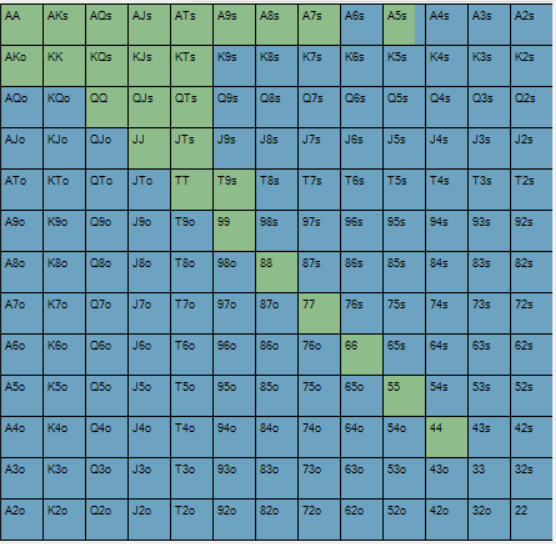 AA AKs AQs AJs ATs A9s A8s A7s A6s A5s A4s A3s A2s
AKo KK KQs KJs KTs K9s K8s K7s K6s K5s K4s K3s K2s
AQo KQo QQ QJs QTs Q9s Q8s Q7s Q6s Q5s Q4s Q3s Q2s
AJo KJo QJo JJ JTs J9s J8s J7s J6s J5s J4s J3s J2s
ATo KTo QTo JTo TT T9s T8s T7s T6s T5s T4s T3s T2s
A9o K9o Q9o J9o T9o 99 98s 97s 96s 95s 94s 93s 92s
A8o K8o Q8o J8o T8o 98o 88 87s 86s 85s 84s 83s 82s
A7o K7o Q7o J7o T7o 97o 87o 77 76s 75s 74s 73s 72s
A6o K6o Q6o J6o T6o 96o 86o 76o 66 65s 64s 63s 62s
A5o K5o Q5o J5o T5o 95o 85o 75o 65o 55 54s 53s 52s
A4o K4o Q4o J4o T4o 94o 84o 74o 64o 54o 44 43s 42s
A3o K3o Q3o J3o T3o 93o 83o 73o 63o 53o 43o 33 32s
A2o K2o Q2o J2o T2o 92o 82o 72o 62o 52o 42o 32o 22